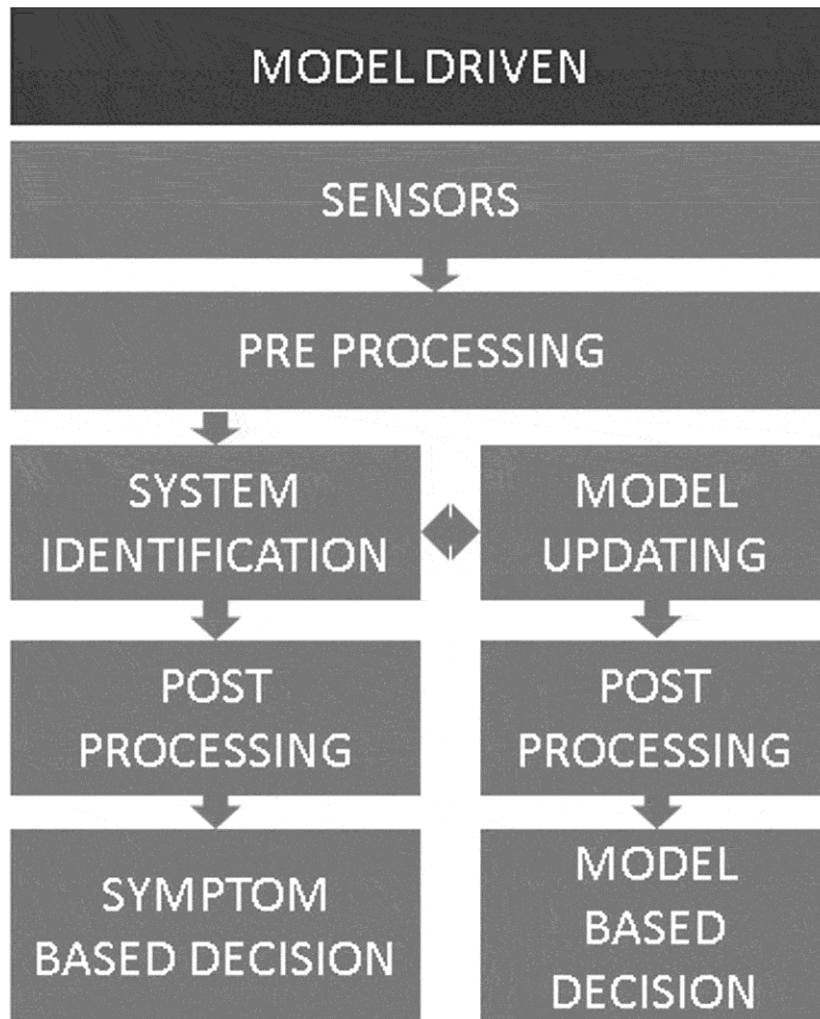 MODEL DRIVEN
SENSORS
PRE PROCESSING
SYSTEM
IDENTIFICATION
MODEL
UPDATING
POST
PROCESSING
POST
PROCESSING
SYMPTOM
BASED DECISION
MODEL
BASED
DECISION